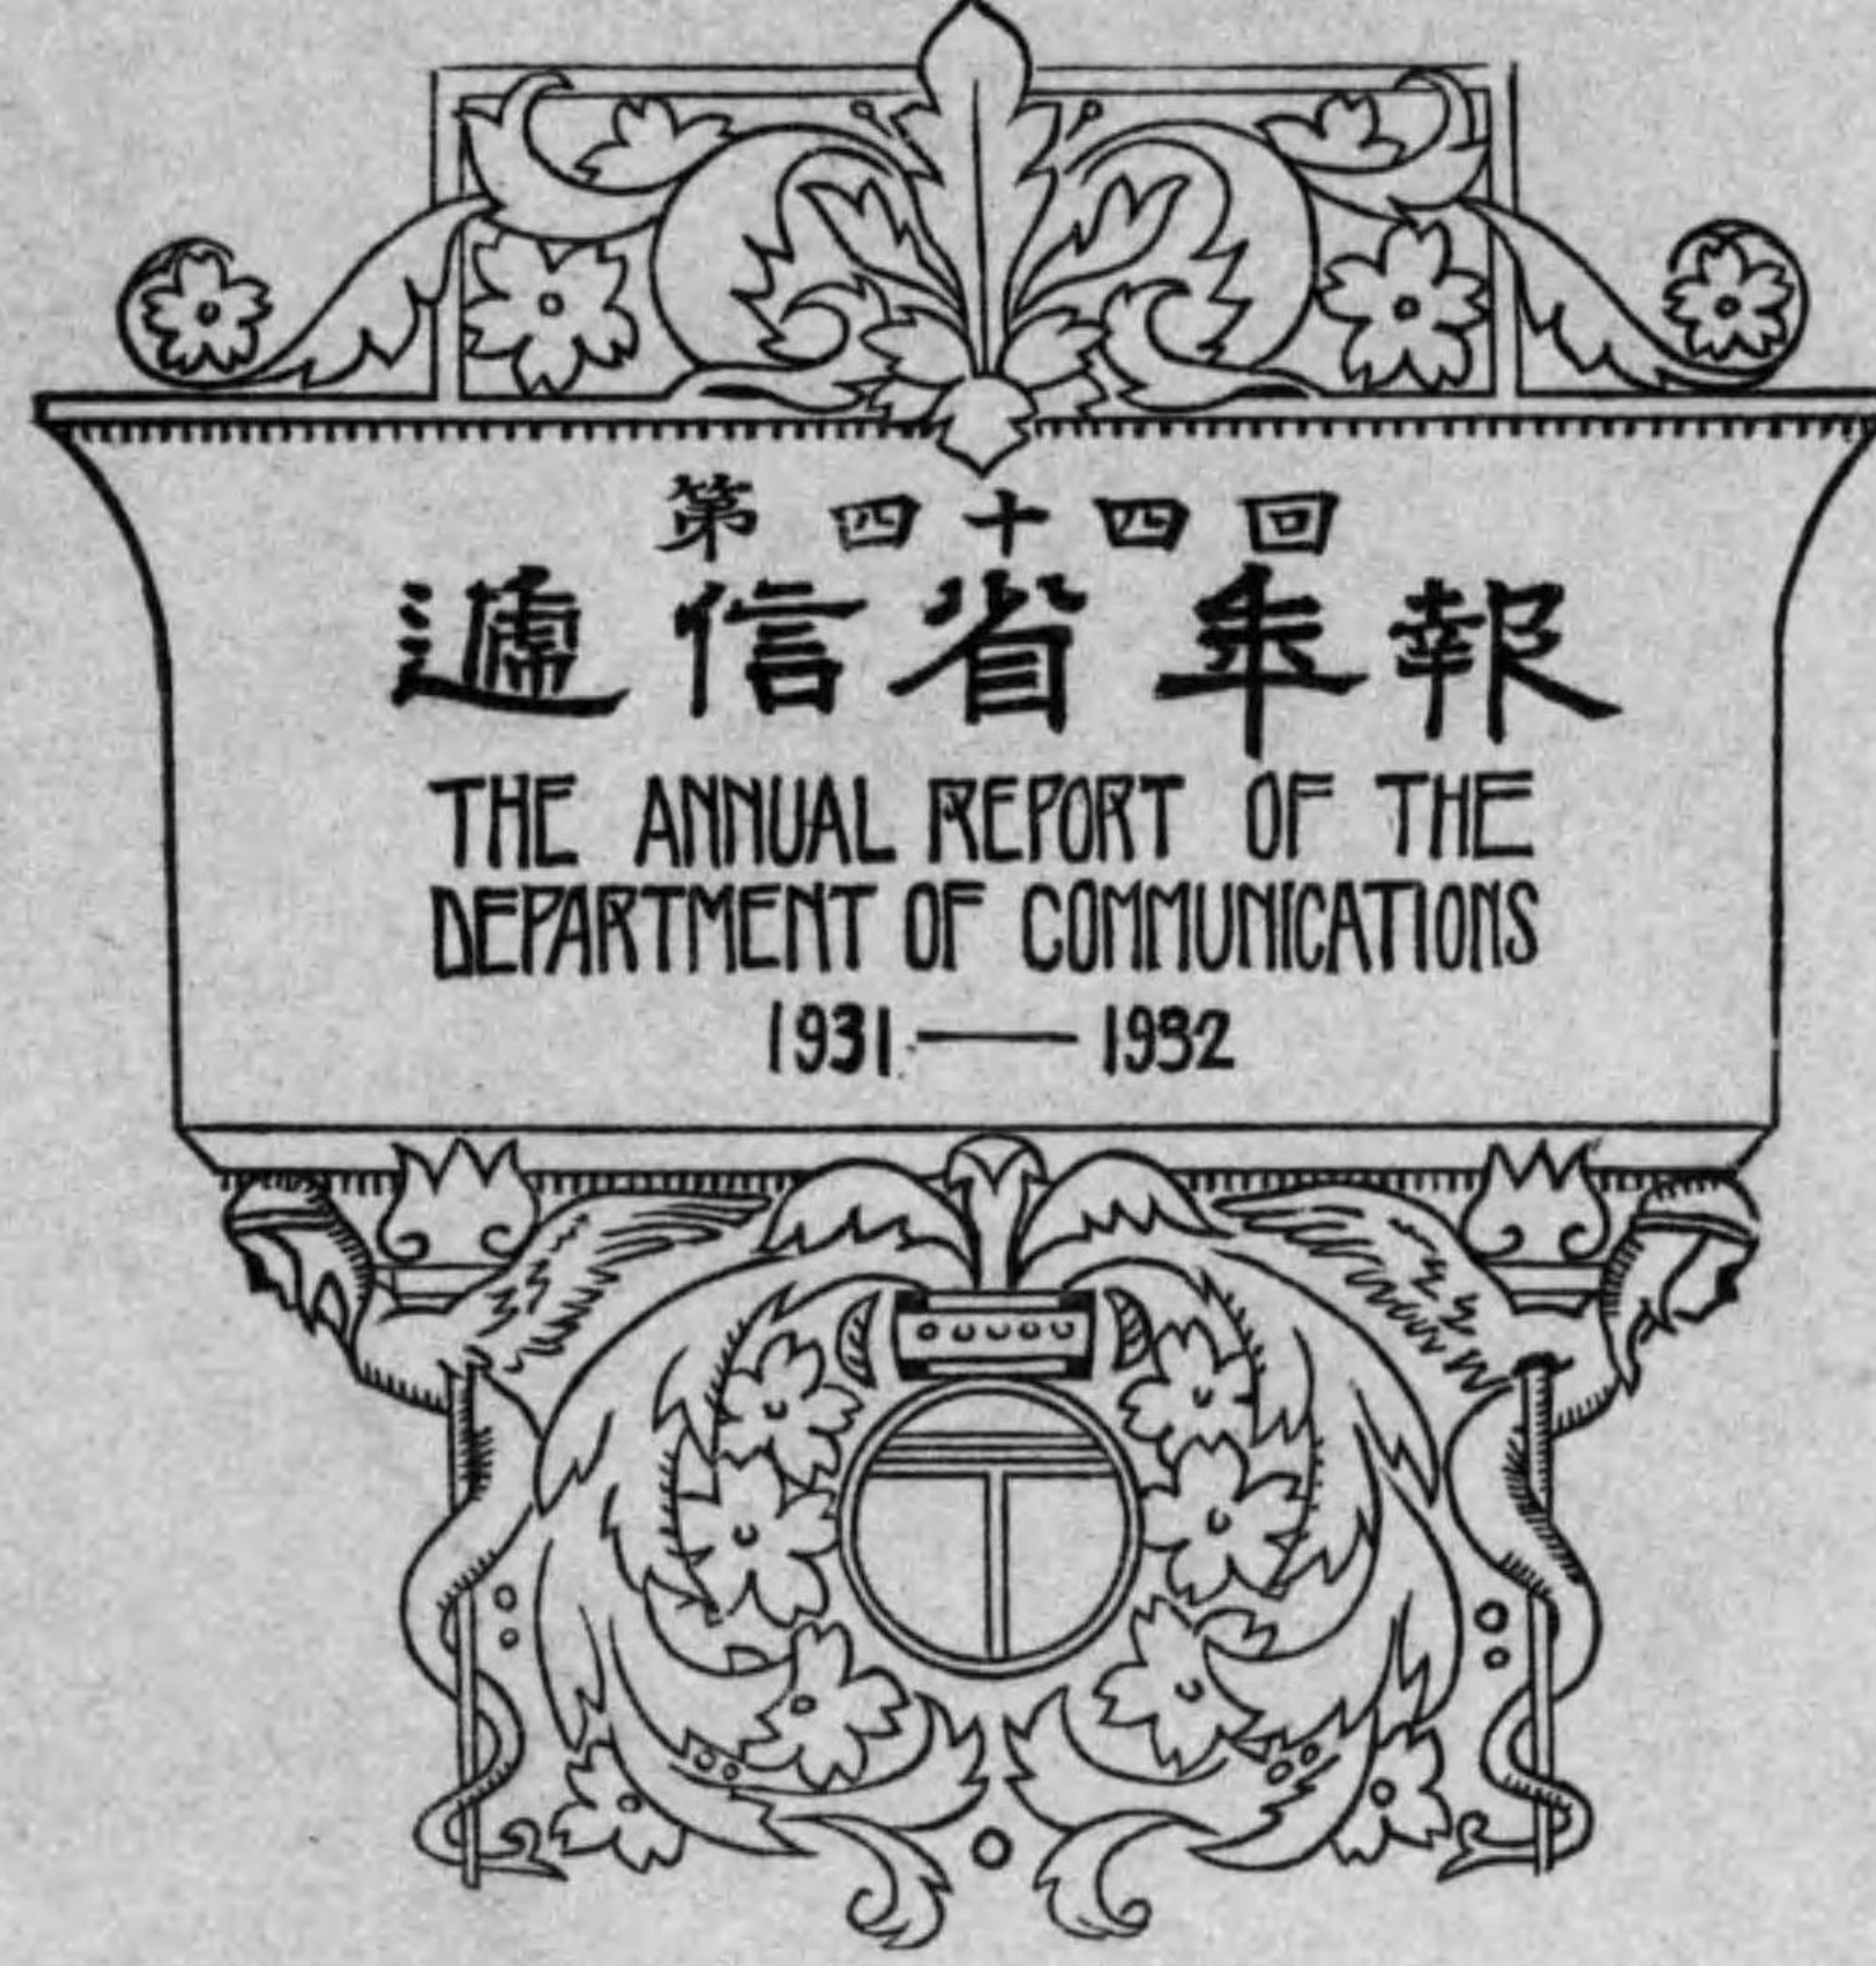 第四十四回
遞信省年報
THE ANNUAL REPORT OF THE
DEPARTMENT OF COMMUNICATIONS
1931 — 1932